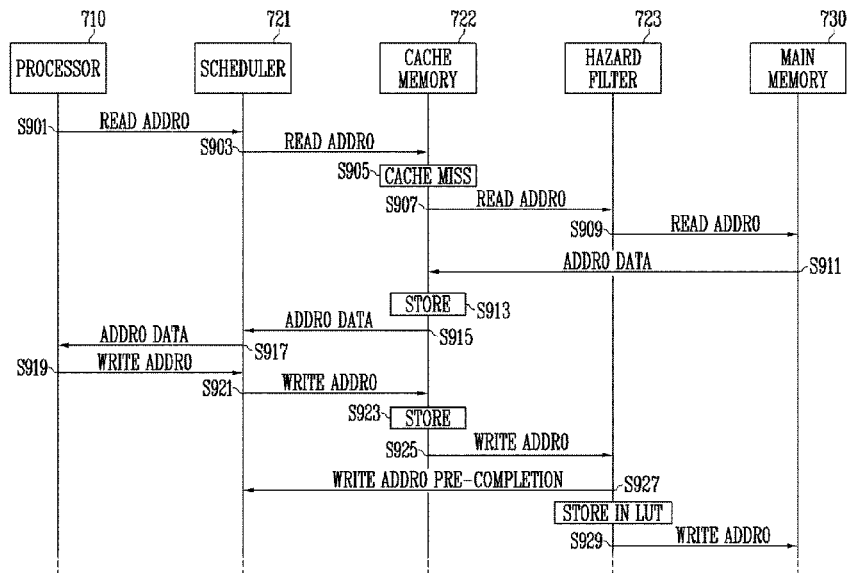 710
721
722
723
730
PROCESSOR
SCHEDULER
CACHE
MEMORY
HAZARD
FILTER
MAIN
MEMORY
S901
READ ADDR0
S903
READ ADDR0
S905
CACHE MISS
S907
READ ADDR0
S909
READ ADDR0
ADDR0 DATA
S911
STORE
S913
ADDR0 DATA
S915
ADDR0 DATA
S917
S919
WRITE ADDR0
S921
WRITE ADDR0
S923
STORE
S925
WRITE ADDR0
WRITE ADDR0 PRE-COMPLETION
S927
STORE IN LUT
S929
WRITE ADDR0